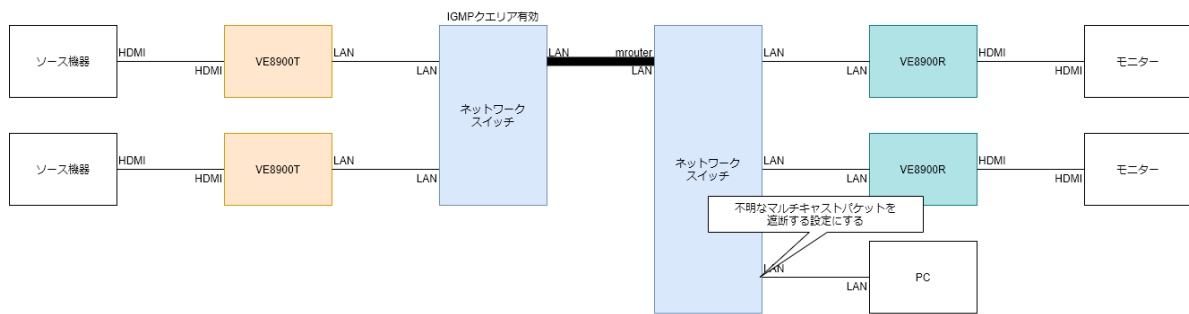 IGMPクエリア有効
ソース機器
HDMI
HDMI
VE8900T
LAN
LAN
ネットワーク
スイッチ
LAN
mrouter
LAN
ネットワーク
スイッチ
LAN
LAN
VE8900R
HDMI
HDMI
モニター
ソース機器
HDMI
HDMI
VE8900T
LAN
LAN
LAN
LAN
VE8900R
HDMI
HDMI
モニター
不明なマルチキャストパケットを
遮断する設定にする
LAN
LAN
PC